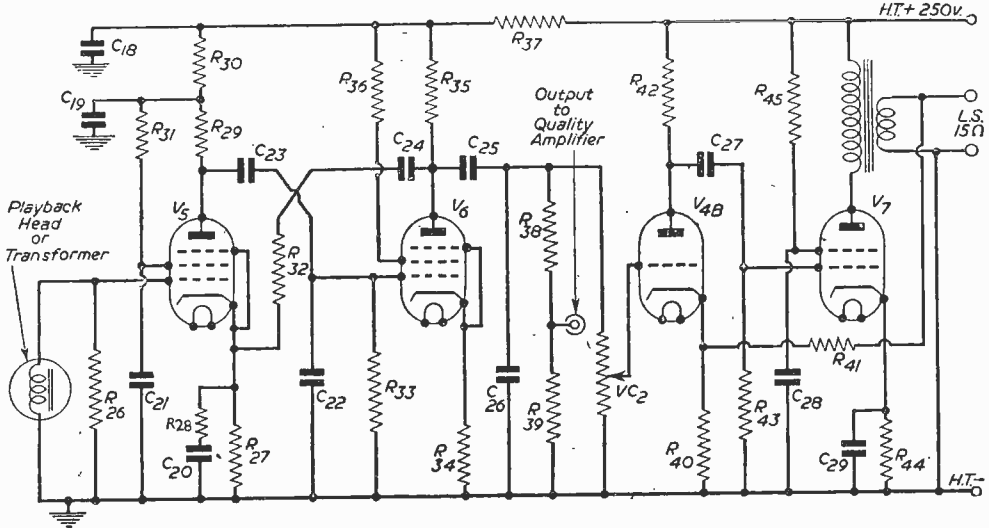 H.T.+ 250v.
C18
R30
R37
R36
R35
R42
R45
C19
R31
R29
Output
to
Quality
Amplifier
L.S.
15Ω
C23
C24
C25
C27
Playback
Head
or
Transformer
V5
V6
V4B
V7
R32
R38
R41
R26
C21
C22
R33
C26
VC2
R43
C28
R28
C20
R27
R34
R39
R40
C29
R44
H.T.-